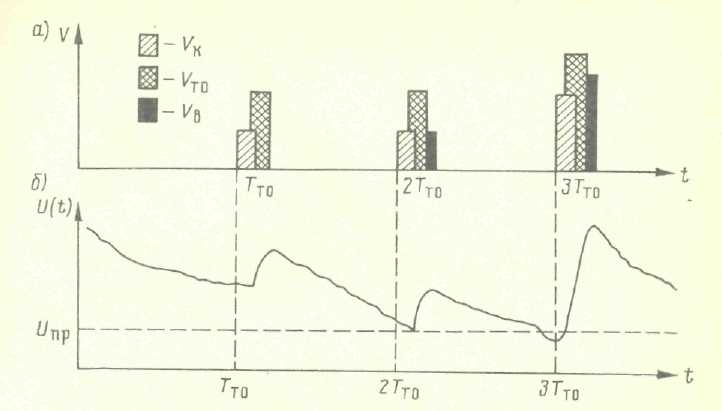 а) V
– Vк
– VТО
– Vв
TТО 2TТО 3TТО t
б)
U(t)
Uпр
TТО 2TТО 3TТО t